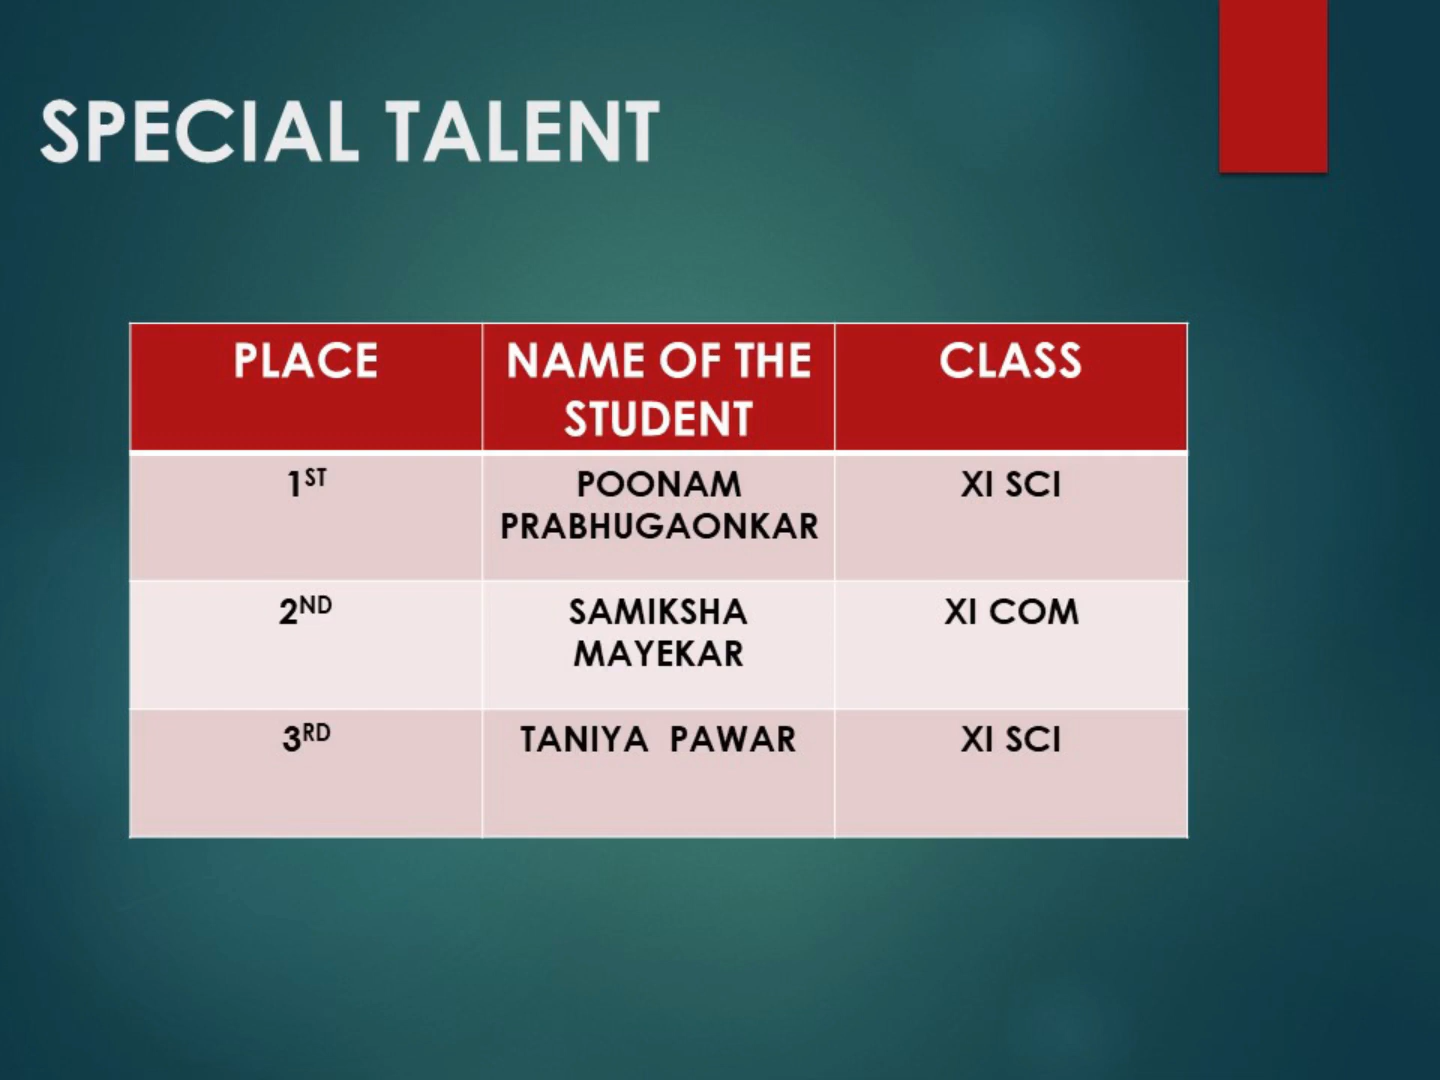 SPECIAL TALENT
PLACE
NAME OF THE
STUDENT
CLASS
1ST
POONAM
PRABHUGAONKAR
XI SCI
2ND
SAMIKSHA
MAYEKAR
XI COM
3RD
TANIYA  PAWAR
XI SCI